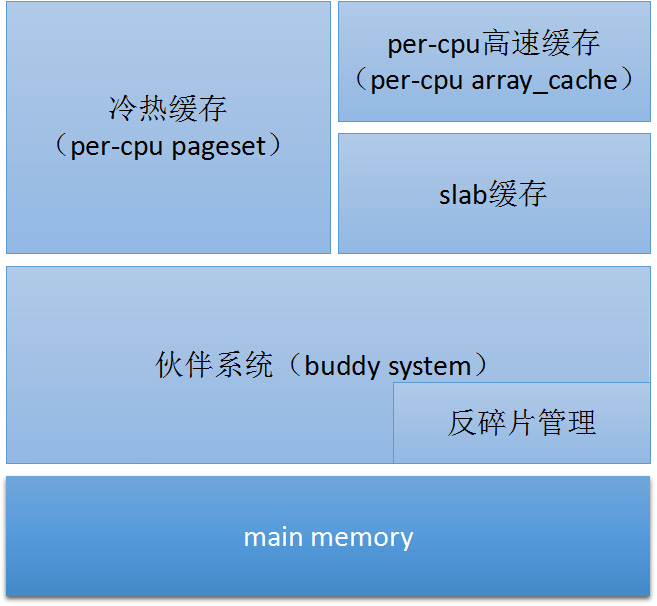 冷热缓存
（per-cpu pageset）
per-cpu高速缓存
（per-cpu array_cache）
slab缓存
伙伴系统（buddy system）
反碎片管理
main memory